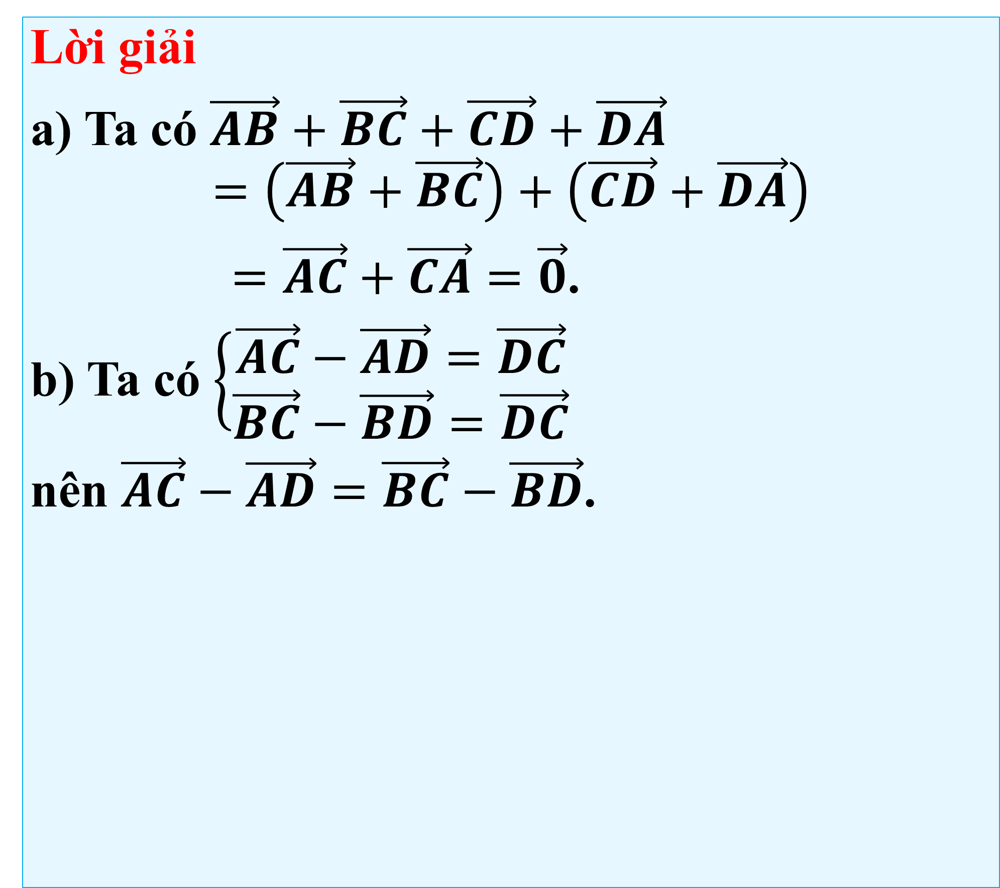 Lời giải
a) Ta có $\overrightarrow{AB} + \overrightarrow{BC} + \overrightarrow{CD} + \overrightarrow{DA}$
$= \left(\overrightarrow{AB} + \overrightarrow{BC}\right) + \left(\overrightarrow{CD} + \overrightarrow{DA}\right)$
$= \overrightarrow{AC} + \overrightarrow{CA} = \overrightarrow{0}.$
b) Ta có $\begin{cases} \overrightarrow{AC} - \overrightarrow{AD} = \overrightarrow{DC} \\ \overrightarrow{BC} - \overrightarrow{BD} = \overrightarrow{DC} \end{cases}$
nên $\overrightarrow{AC} - \overrightarrow{AD} = \overrightarrow{BC} - \overrightarrow{BD}.$